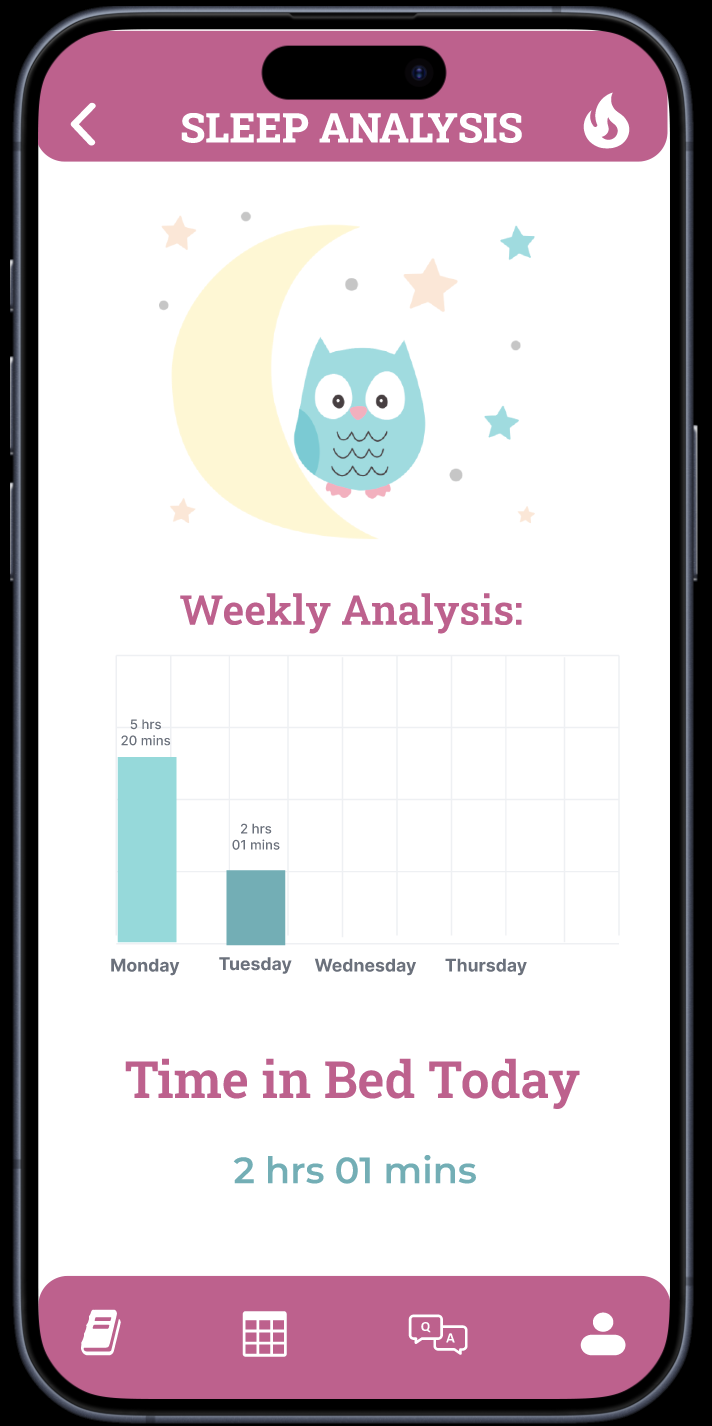 SLEEP ANALYSIS
Weekly Analysis:
5 hrs
20 mins
2 hrs
01 mins
Monday Tuesday Wednesday Thursday
Time in Bed Today
2 hrs 01 mins
Q
A